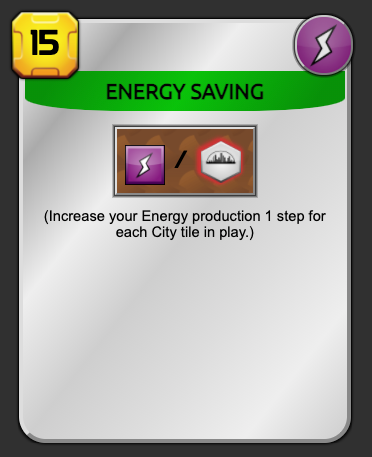 15
ENERGY SAVING
/
(Increase your Energy production 1 step for
each City tile in play.)